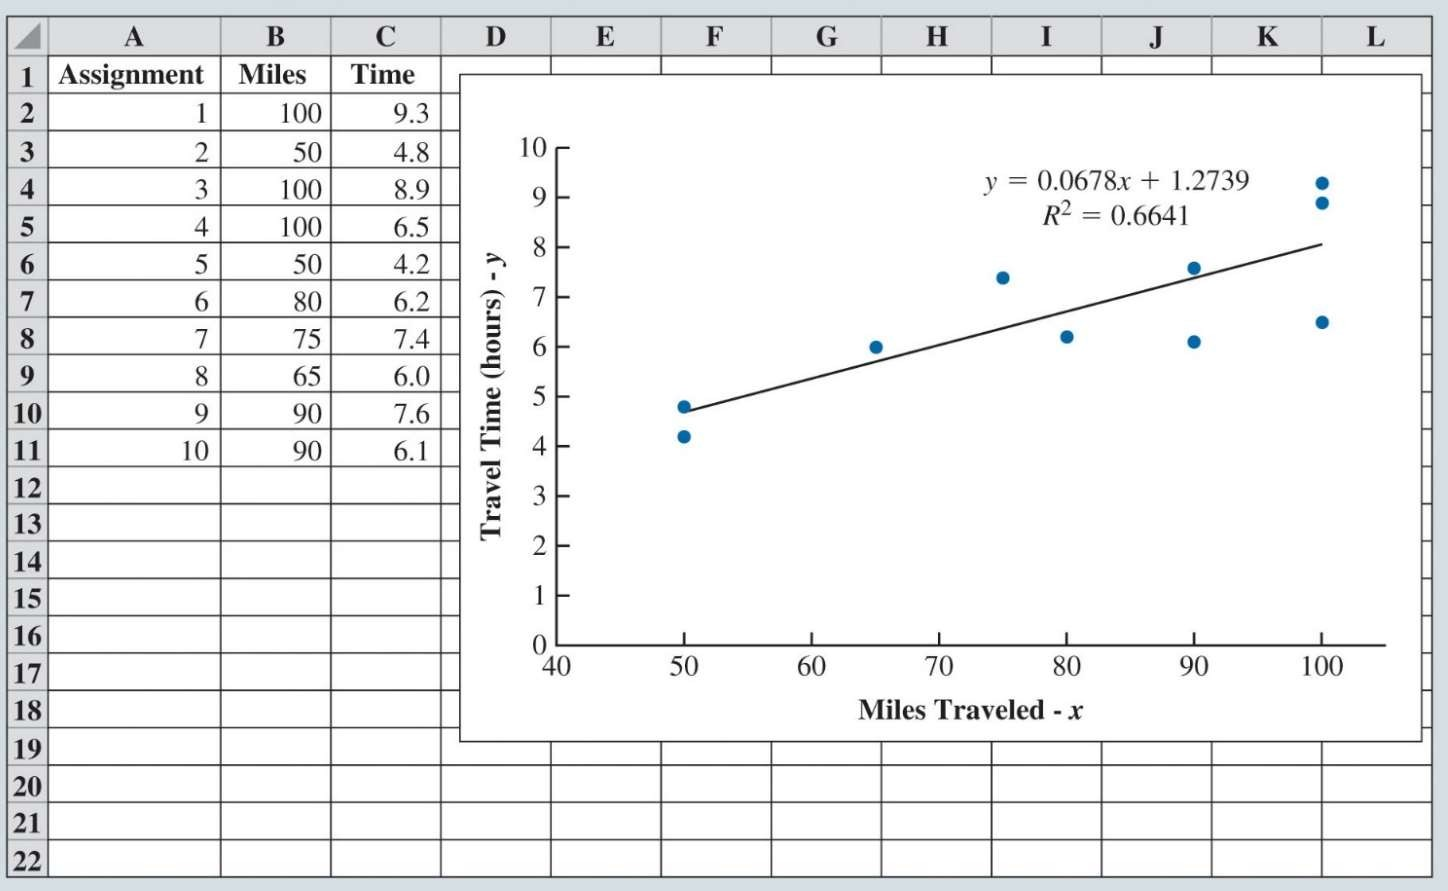 A B C D E F G H I J K L
1 Assignment Miles Time
2 1 100 9.3
3 2 50 4.8
4 3 100 8.9
5 4 100 6.5
6 5 50 4.2
7 6 80 6.2
8 7 75 7.4
9 8 65 6.0
10 9 90 7.6
11 10 90 6.1
12
13
14
15
16
17
18
19
20
21
22
y = 0.0678x + 1.2739
R² = 0.6641
Travel Time (hours) - y
10
9
8
7
6
5
4
3
2
1
0
40 50 60 70 80 90 100
Miles Traveled - x